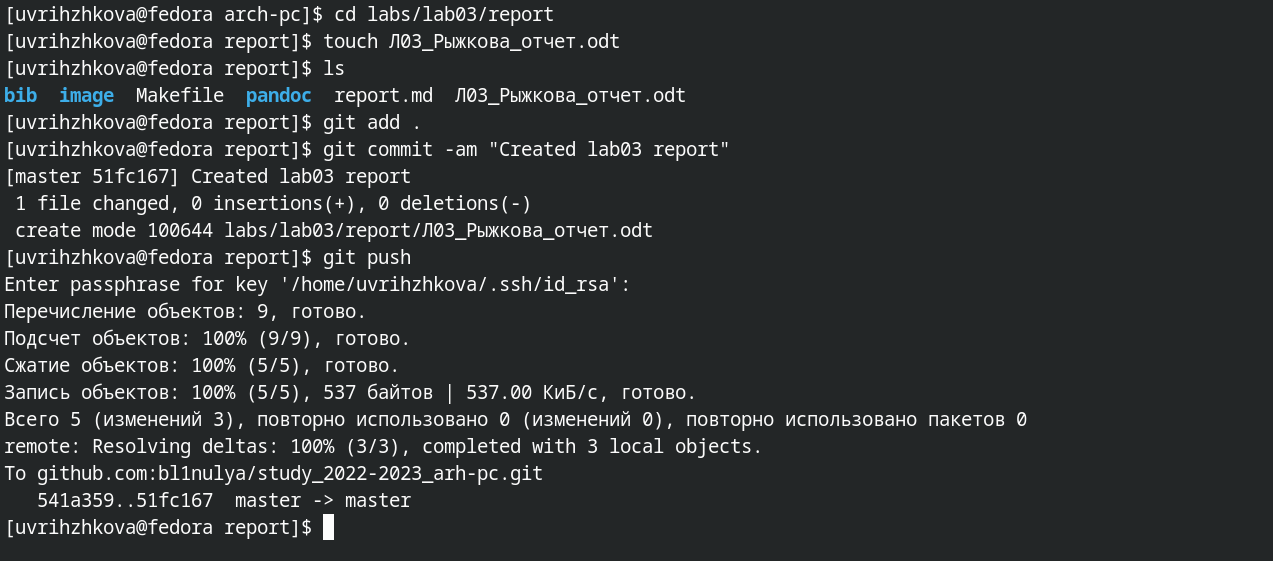 [uvrihzhkova@fedora arch-pc]$ cd labs/lab03/report
[uvrihzhkova@fedora report]$ touch Л03_Рыжкова_отчет.odt
[uvrihzhkova@fedora report]$ ls
bib  image  Makefile  pandoc  report.md  Л03_Рыжкова_отчет.odt
[uvrihzhkova@fedora report]$ git add .
[uvrihzhkova@fedora report]$ git commit -am "Created lab03 report"
[master 51fc167] Created lab03 report
 1 file changed, 0 insertions(+), 0 deletions(-)
 create mode 100644 labs/lab03/report/Л03_Рыжкова_отчет.odt
[uvrihzhkova@fedora report]$ git push
Enter passphrase for key '/home/uvrihzhkova/.ssh/id_rsa':
Перечисление объектов: 9, готово.
Подсчет объектов: 100% (9/9), готово.
Сжатие объектов: 100% (5/5), готово.
Запись объектов: 100% (5/5), 537 байтов | 537.00 КиБ/с, готово.
Всего 5 (изменений 3), повторно использовано 0 (изменений 0), повторно использовано пакетов 0
remote: Resolving deltas: 100% (3/3), completed with 3 local objects.
To github.com:bl1nulya/study_2022-2023_arh-pc.git
   541a359..51fc167  master -> master
[uvrihzhkova@fedora report]$